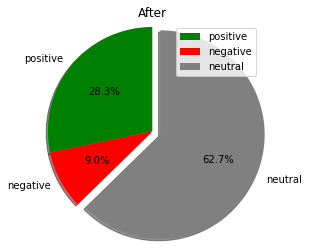 After
positive
negative
neutral
positive
28.3%
9.0%
62.7%
negative
neutral